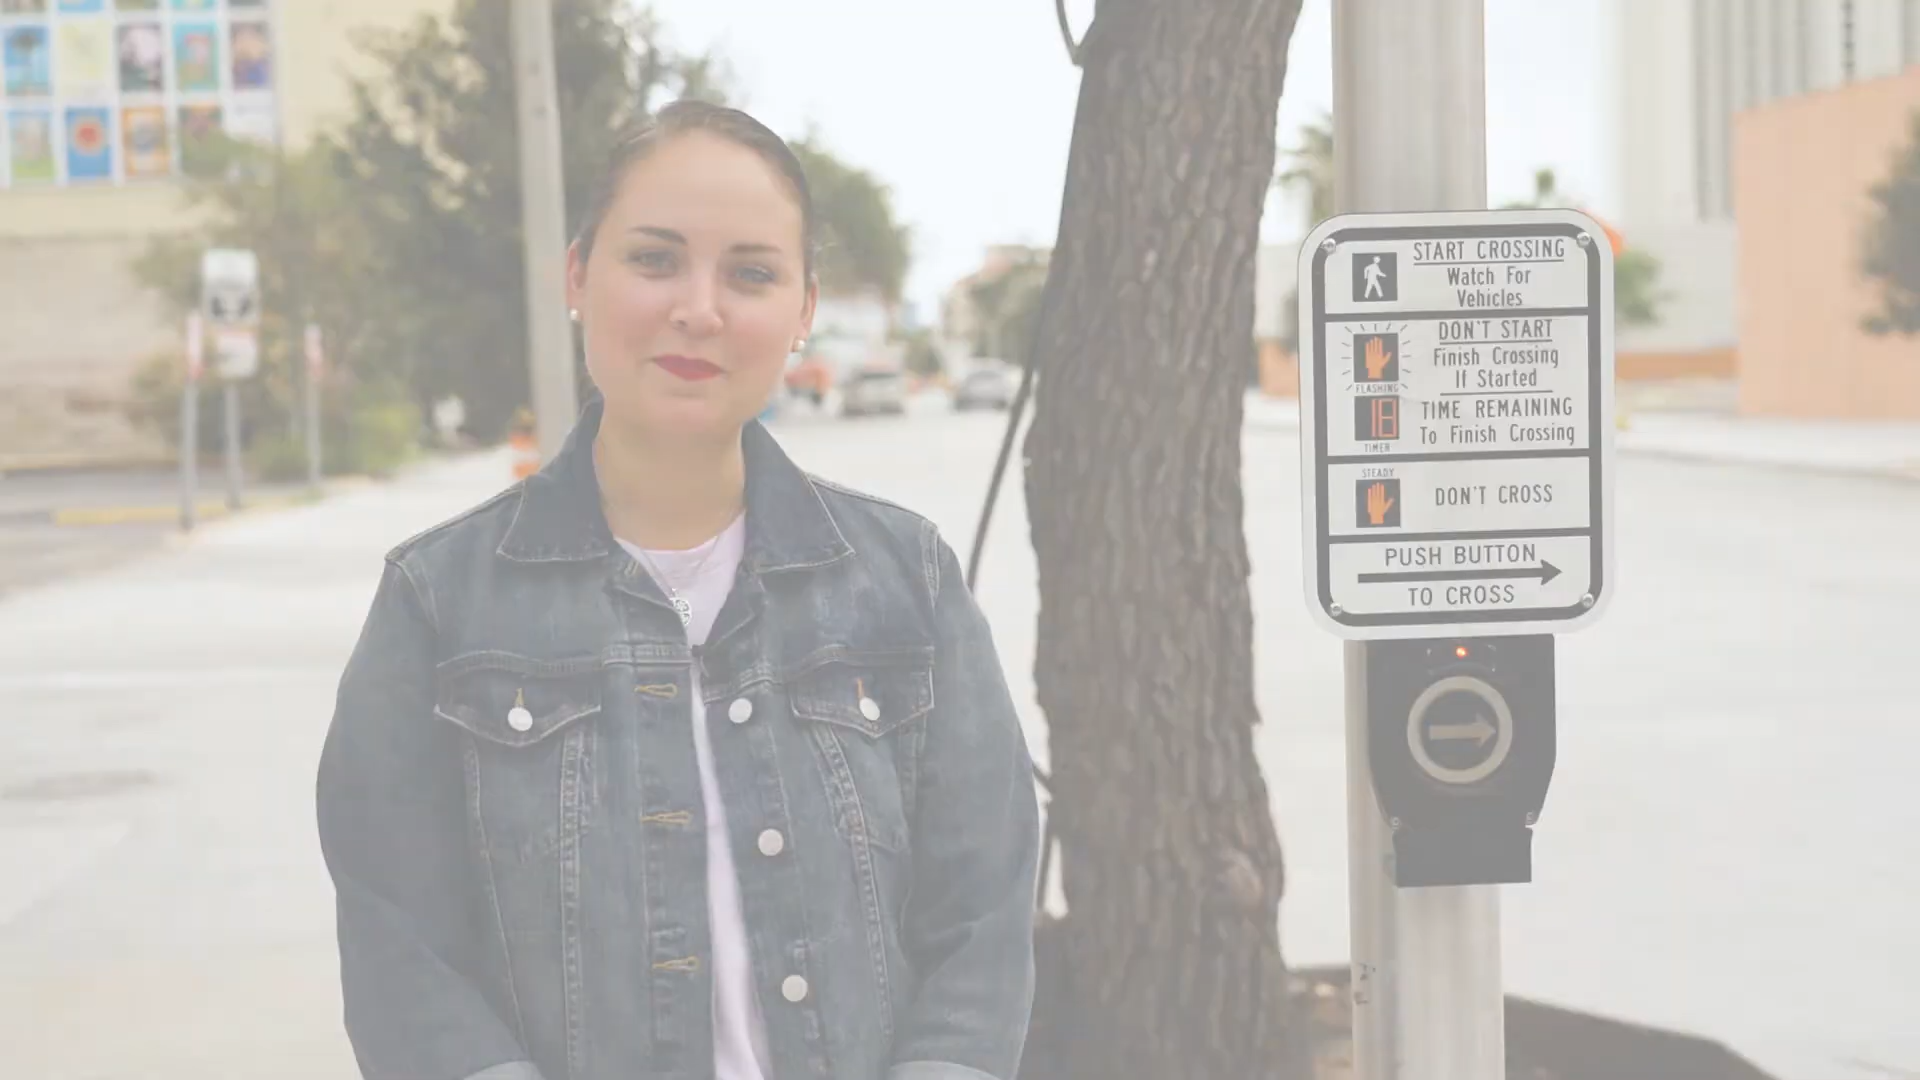 START CROSSING
Watch For
Vehicles
DON'T START
Finish Crossing
If Started
FLASHING
18
TIME REMAINING
To Finish Crossing
TIMER
STEADY
DON'T CROSS
PUSH BUTTON
TO CROSS